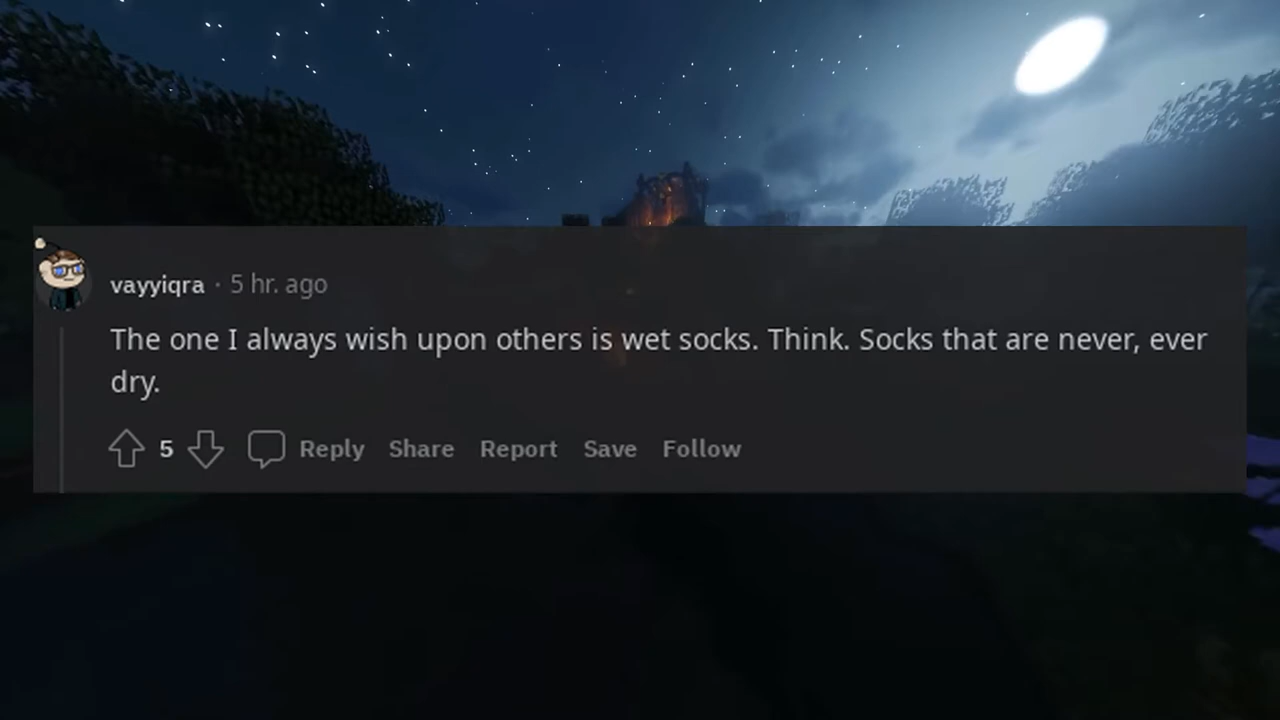 vayyiqra · 5 hr. ago
The one I always wish upon others is wet socks. Think. Socks that are never, ever
dry.
5 Reply Share Report Save Follow